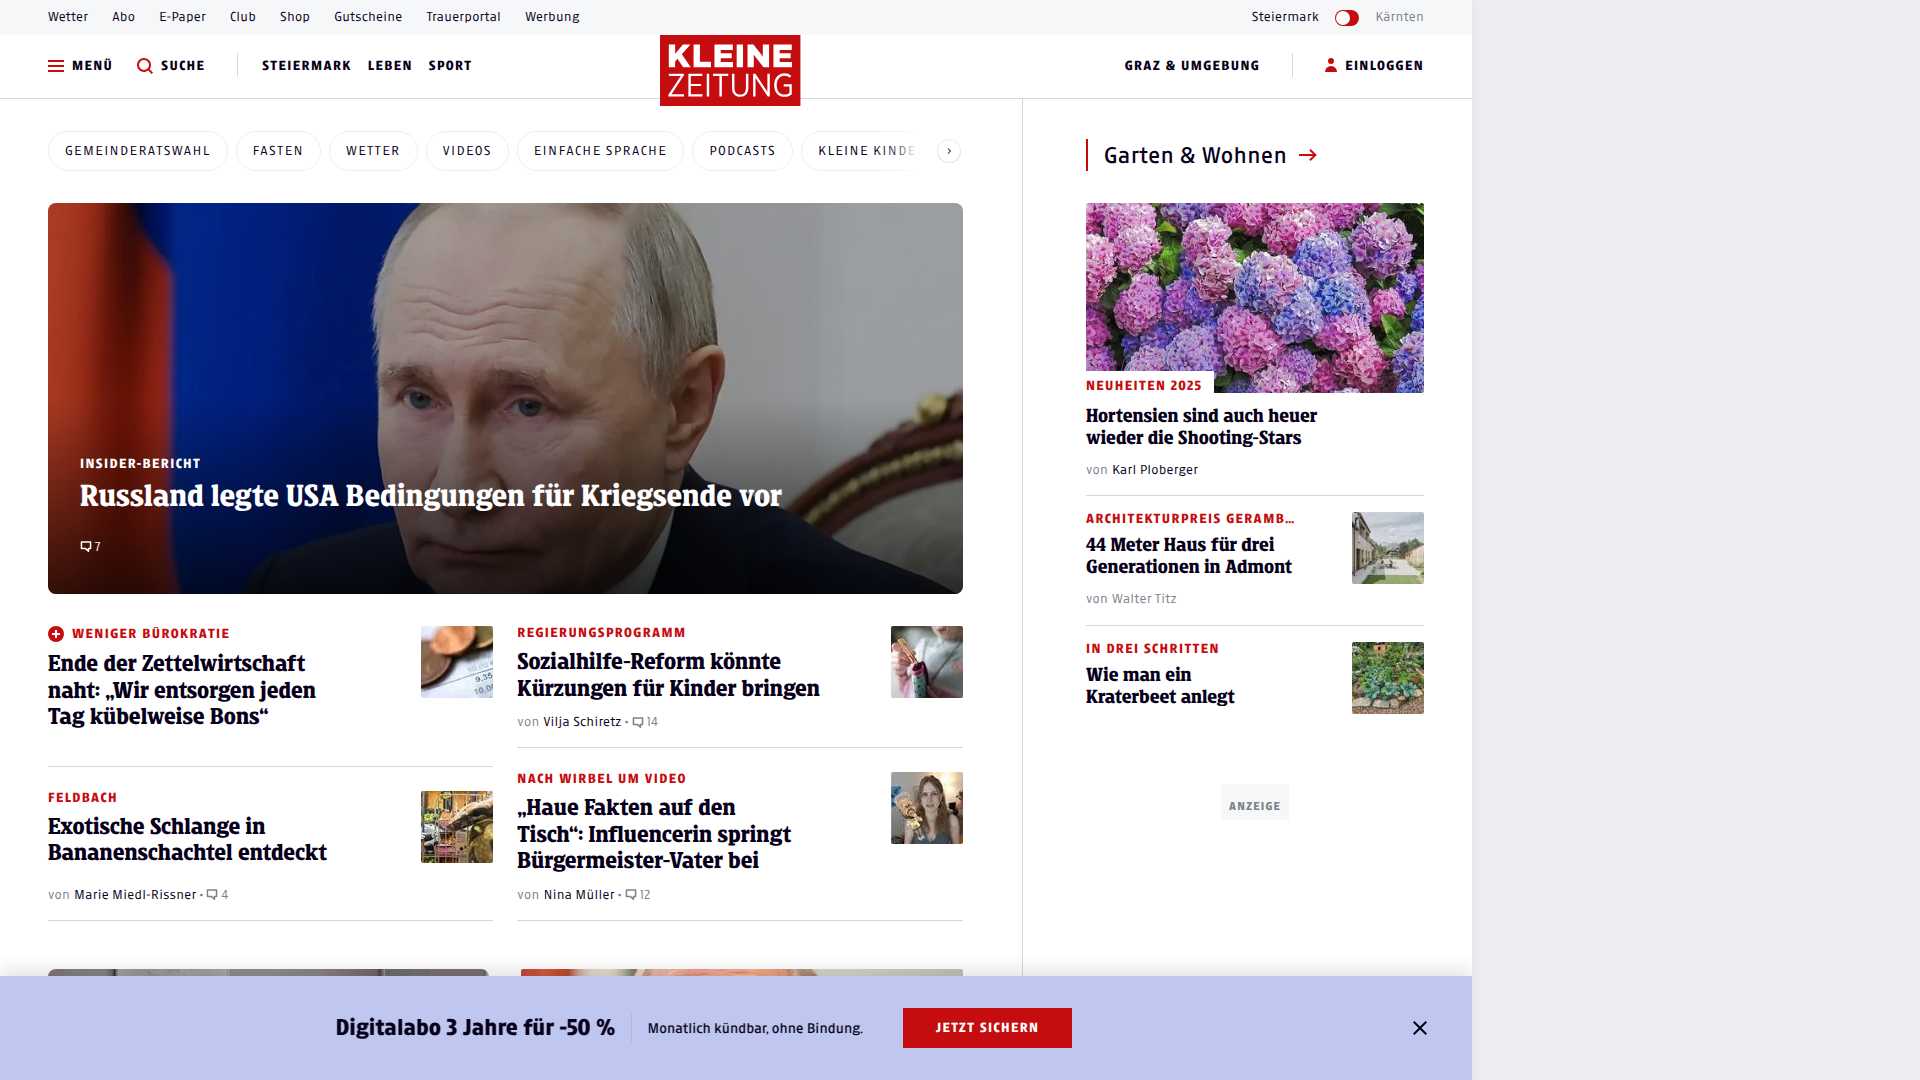 Wetter Abo E-Paper Club Shop Gutscheine Trauerportal Werbung
Steiermark Kärnten
MENÜ SUCHE STEIERMARK LEBEN SPORT
KLEINE
ZEITUNG
GRAZ & UMGEBUNG EINLOGGEN
GEMEINDERATSWAHL FASTEN WETTER VIDEOS EINFACHE SPRACHE PODCASTS KLEINE KINDE
INSIDER-BERICHT
Russland legte USA Bedingungen für Kriegsende vor
7
WENIGER BÜROKRATIE
Ende der Zettelwirtschaft
naht: „Wir entsorgen jeden
Tag kübelweise Bons“
FELDBACH
Exotische Schlange in
Bananenschachtel entdeckt
von Marie Miedl-Rissner • 4
REGIERUNGSPROGRAMM
Sozialhilfe-Reform könnte
Kürzungen für Kinder bringen
von Vilja Schiretz • 14
NACH WIRBEL UM VIDEO
„Haue Fakten auf den
Tisch“: Influencerin springt
Bürgermeister-Vater bei
von Nina Müller • 12
Garten & Wohnen
NEUHEITEN 2025
Hortensien sind auch heuer
wieder die Shooting-Stars
von Karl Ploberger
ARCHITEKTURPREIS GERAMB…
44 Meter Haus für drei
Generationen in Admont
von Walter Titz
IN DREI SCHRITTEN
Wie man ein
Kraterbeet anlegt
ANZEIGE
Digitalabo 3 Jahre für -50 %
Monatlich kündbar, ohne Bindung.
JETZT SICHERN